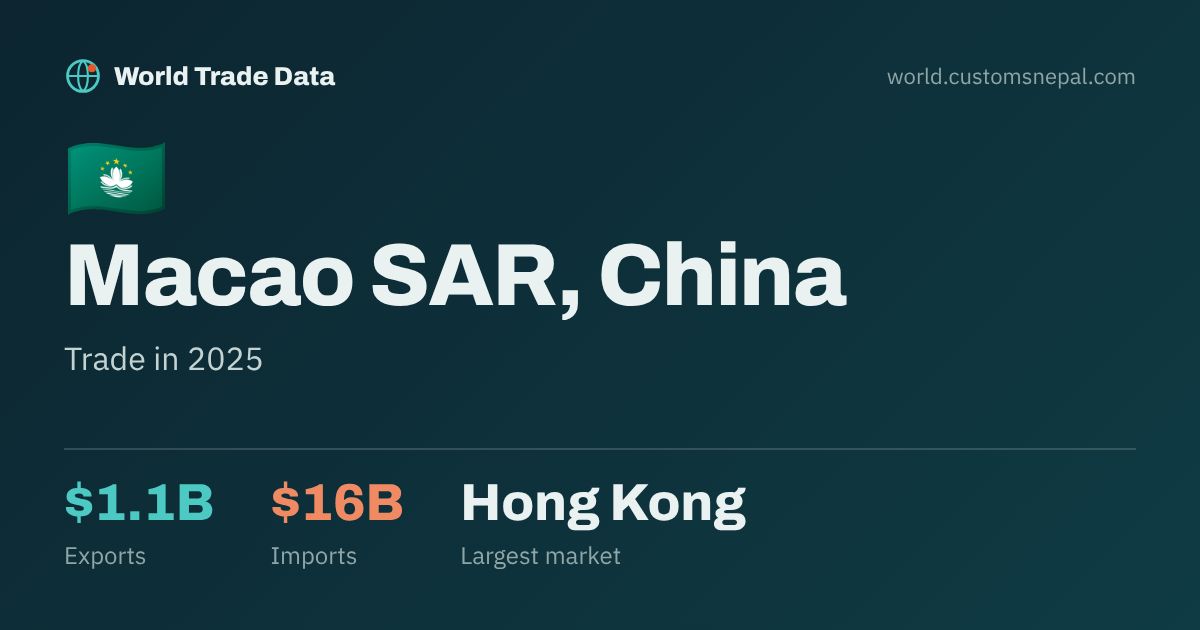 World Trade Data
world.customsnepal.com
Macao SAR, China
Trade in 2025
$1.1B
Exports
$16B
Imports
Hong Kong
Largest market